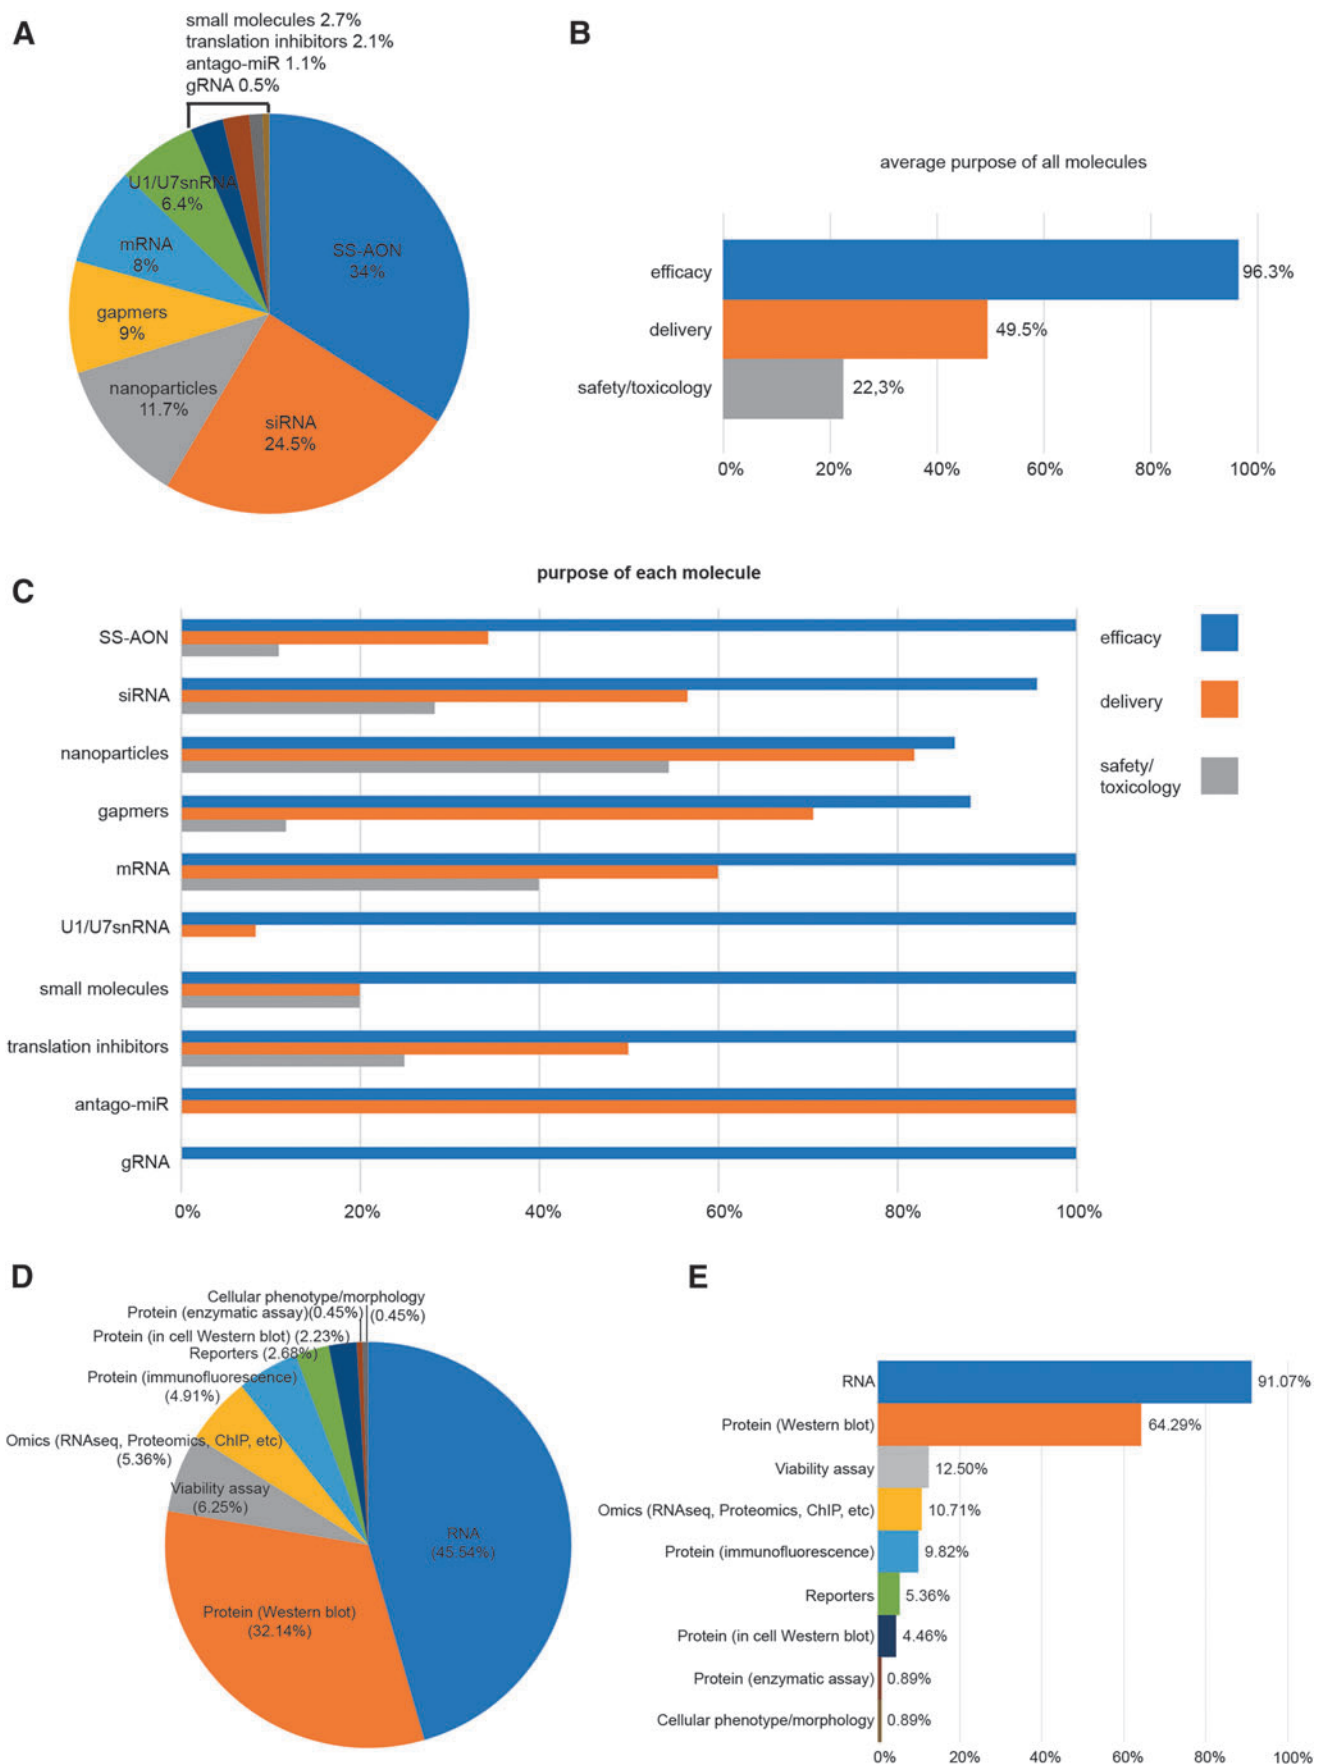 A
small molecules 2.7%
translation inhibitors 2.1%
antago-miR 1.1%
gRNA 0.5%
U1/U7snRNA
6.4%
mRNA
8%
gapmers
9%
nanoparticles
11.7%
siRNA
24.5%
SS-AON
34%
B
average purpose of all molecules
efficacy
96.3%
delivery
49.5%
safety/toxicology
22,3%
0% 20% 40% 60% 80% 100%
C
purpose of each molecule
SS-AON
siRNA
nanoparticles
gapmers
mRNA
U1/U7snRNA
small molecules
translation inhibitors
antago-miR
gRNA
0% 20% 40% 60% 80% 100%
efficacy
delivery
safety/
toxicology
D
Cellular phenotype/morphology
(0.45%)
Protein (enzymatic assay)(0.45%)
Protein (in cell Western blot) (2.23%)
Reporters (2.68%)
Protein (immunofluorescence)
(4.91%)
Omics (RNAseq, Proteomics, ChIP, etc)
(5.36%)
Viability assay
(6.25%)
RNA
(45.54%)
Protein (Western blot)
(32.14%)
E
RNA
91.07%
Protein (Western blot)
64.29%
Viability assay
12.50%
Omics (RNAseq, Proteomics, ChIP, etc)
10.71%
Protein (immunofluorescence)
9.82%
Reporters
5.36%
Protein (in cell Western blot)
4.46%
Protein (enzymatic assay)
0.89%
Cellular phenotype/morphology
0.89%
0% 20% 40% 60% 80% 100%